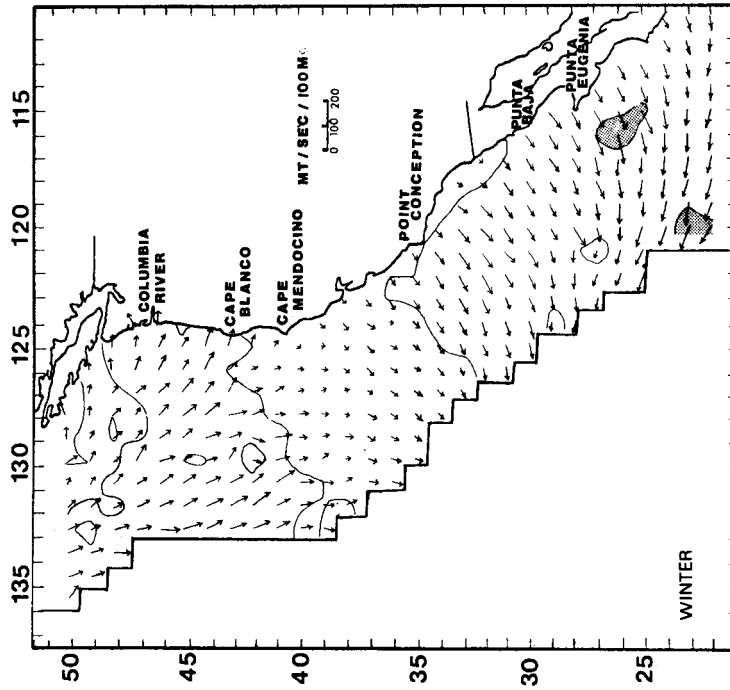 115
120
125
130
135
50
45
40
35
30
25
COLUMBIA
RIVER
CAPE
BLANCO
CAPE
MENDOCINO
MT/SEC/100M
0 100 200
POINT
CONCEPTION
PUNTA
BAJA
PUNTA
EUGENIA
WINTER